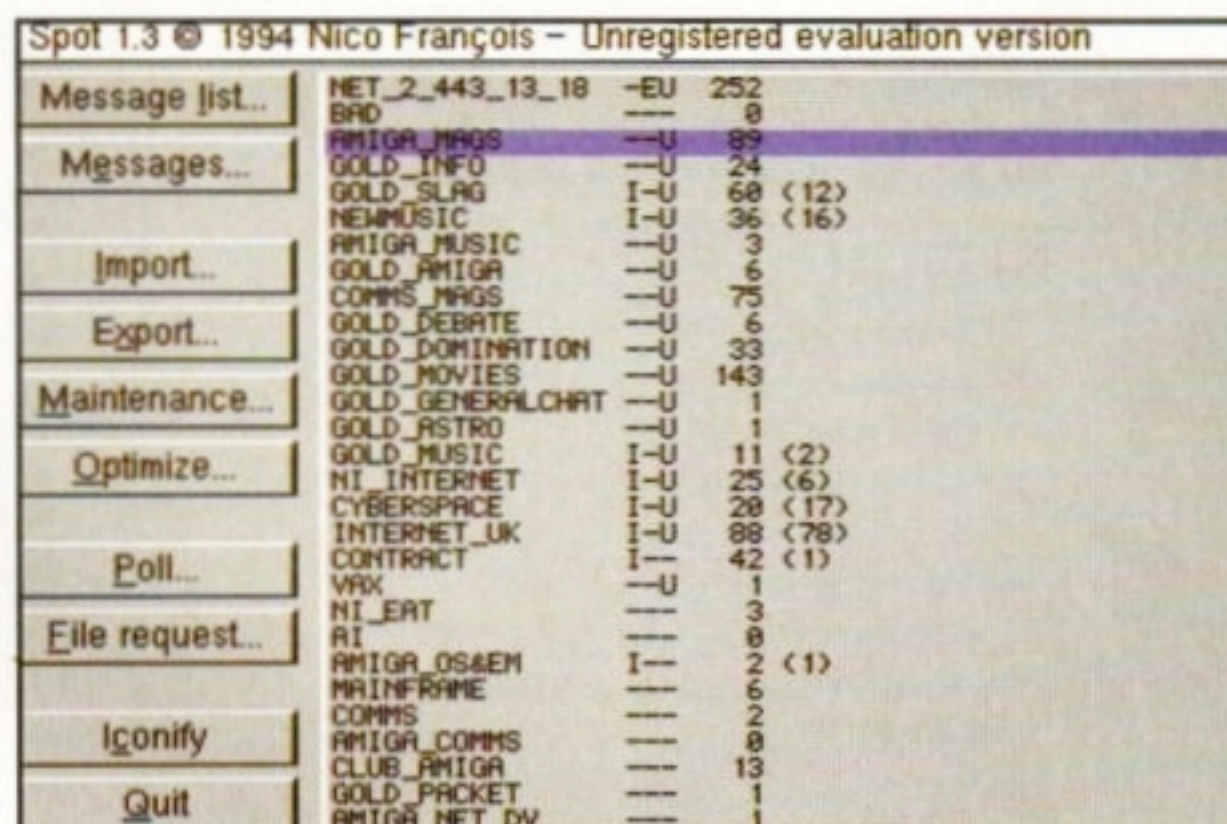 Spot 1.3 © 1994 Nico François - Unregistered evaluation version
Message list...
Messages...
Import...
Export...
Maintenance...
Optimize...
Poll...
File request...
Iconify
Quit
NET_2_443_13_18 -EU 252
BAD --- 0
AMIGA_MAGS --U 89
GOLD_INFO --U 24
GOLD_SLAG I-U 60 (12)
NEWMUSIC I-U 36 (16)
AMIGA_MUSIC --U 3
GOLD_AMIGA --U 6
COMMS_MAGS --U 75
GOLD_DEBATE --U 6
GOLD_DOMINATION --U 33
GOLD_MOVIES --U 143
GOLD_GENERALCHAT --U 1
GOLD_ASTRO --U 1
GOLD_MUSIC I-U 11 (2)
NI_INTERNET I-U 25 (6)
CYBERSPACE I-U 20 (17)
INTERNET_UK I-U 88 (78)
CONTRACT I-- 42 (1)
VAX --U 1
NI_EAT --- 3
AI --- 0
AMIGA_OS&EM I-- 2 (1)
MAINFRAME --- 6
COMMS --- 2
AMIGA_COMMS --- 0
CLUB_AMIGA --- 13
GOLD_PACKET --- 1
AMIGA_NET_DV --- 1